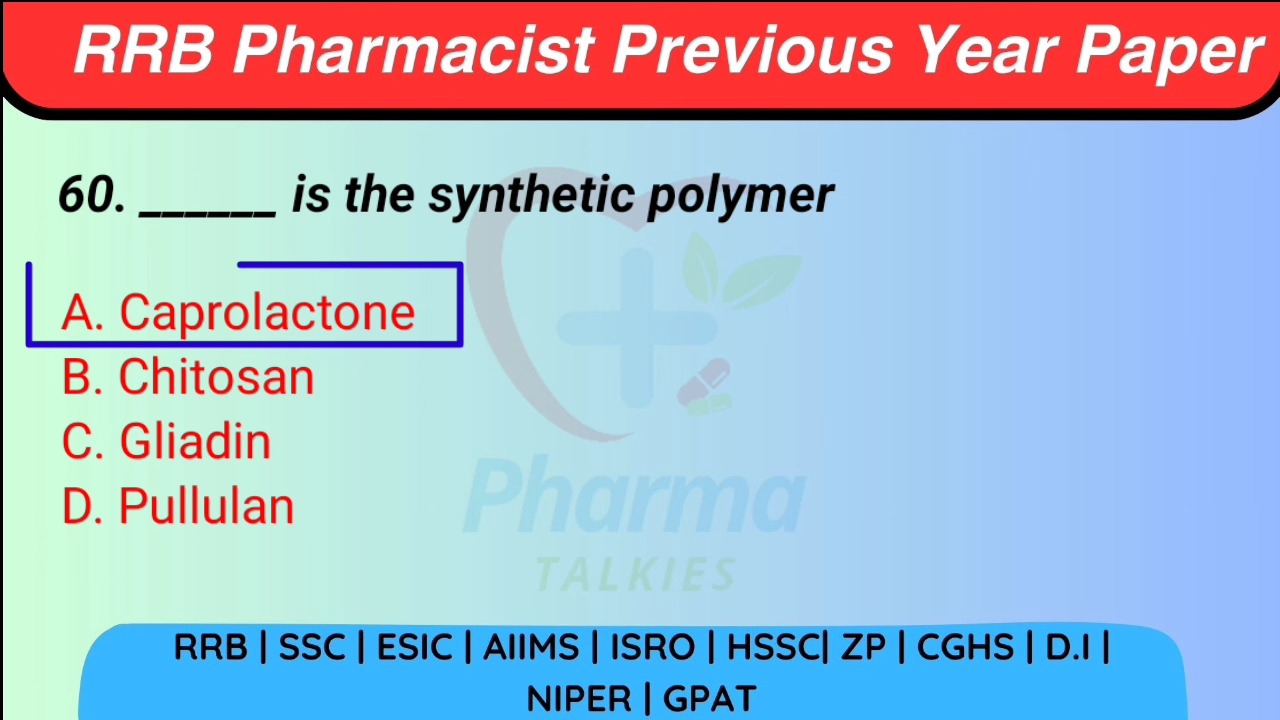 RRB Pharmacist Previous Year Paper
60. ______ is the synthetic polymer
A. Caprolactone
B. Chitosan
C. Gliadin
D. Pullulan
Pharma
TALKIES
RRB | SSC | ESIC | AIIMS | ISRO | HSSC| ZP | CGHS | D.I |
NIPER | GPAT